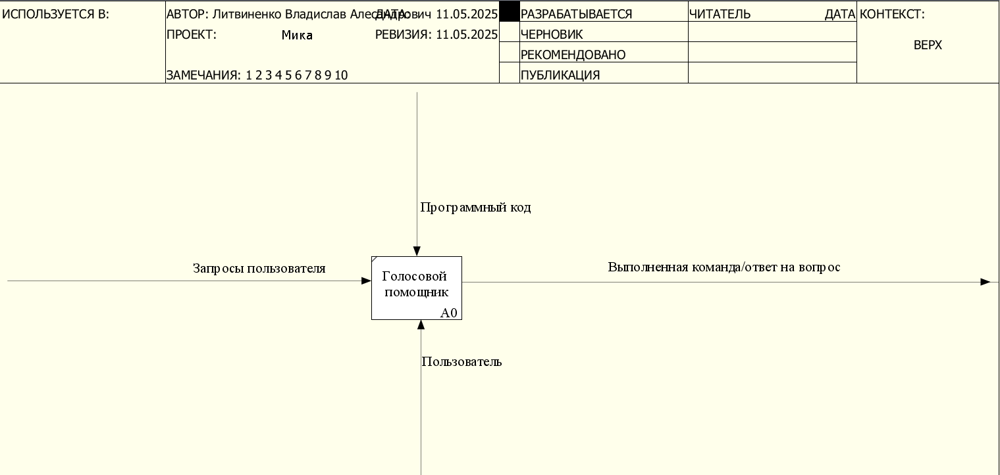 ИСПОЛЬЗУЕТСЯ В:
АВТОР: Литвиненко Владислав Алесандрович
ДАТА: 11.05.2025
ПРОЕКТ: Мика
РЕВИЗИЯ: 11.05.2025
ЗАМЕЧАНИЯ: 1 2 3 4 5 6 7 8 9 10
РАЗРАБАТЫВАЕТСЯ
ЧЕРНОВИК
РЕКОМЕНДОВАНО
ПУБЛИКАЦИЯ
ЧИТАТЕЛЬ ДАТА
КОНТЕКСТ:
ВЕРХ
Программный код
Запросы пользователя
Голосовой
помощник
A0
Выполненная команда/ответ на вопрос
Пользователь